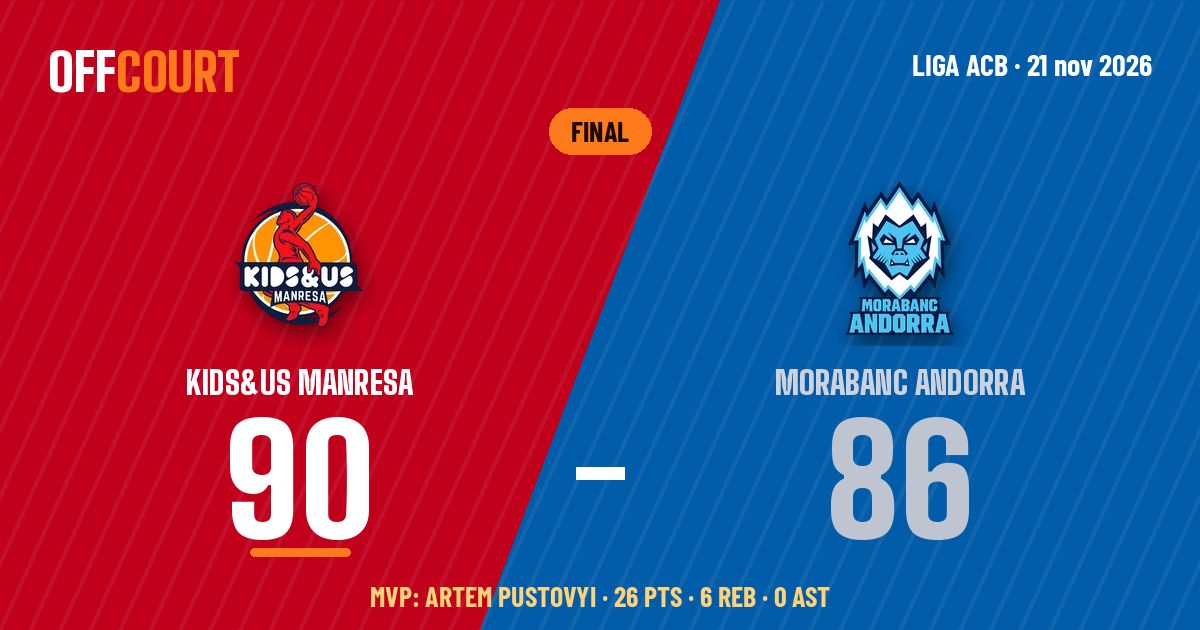 OFFCOURT
LIGA ACB · 21 nov 2026
FINAL
KIDS&US
MANRESA
MORABANC
ANDORRA
KIDS&US MANRESA
MORABANC ANDORRA
90
–
86
MVP: ARTEM PUSTOVYI · 26 PTS · 6 REB · 0 AST